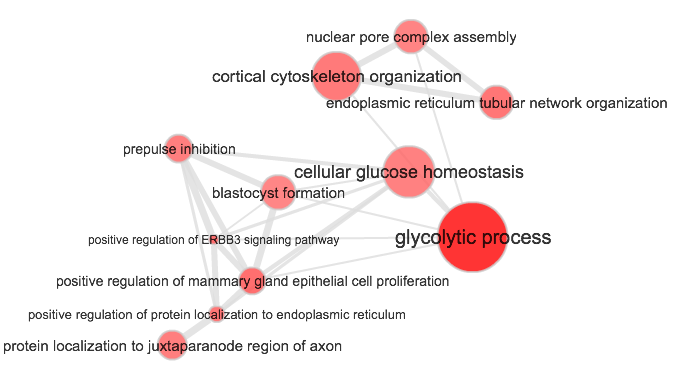 nuclear pore complex assembly
cortical cytoskeleton organization
endoplasmic reticulum tubular network organization
prepulse inhibition
cellular glucose homeostasis
blastocyst formation
positive regulation of ERBB3 signaling pathway
glycolytic process
positive regulation of mammary gland epithelial cell proliferation
positive regulation of protein localization to endoplasmic reticulum
protein localization to juxtaparanode region of axon